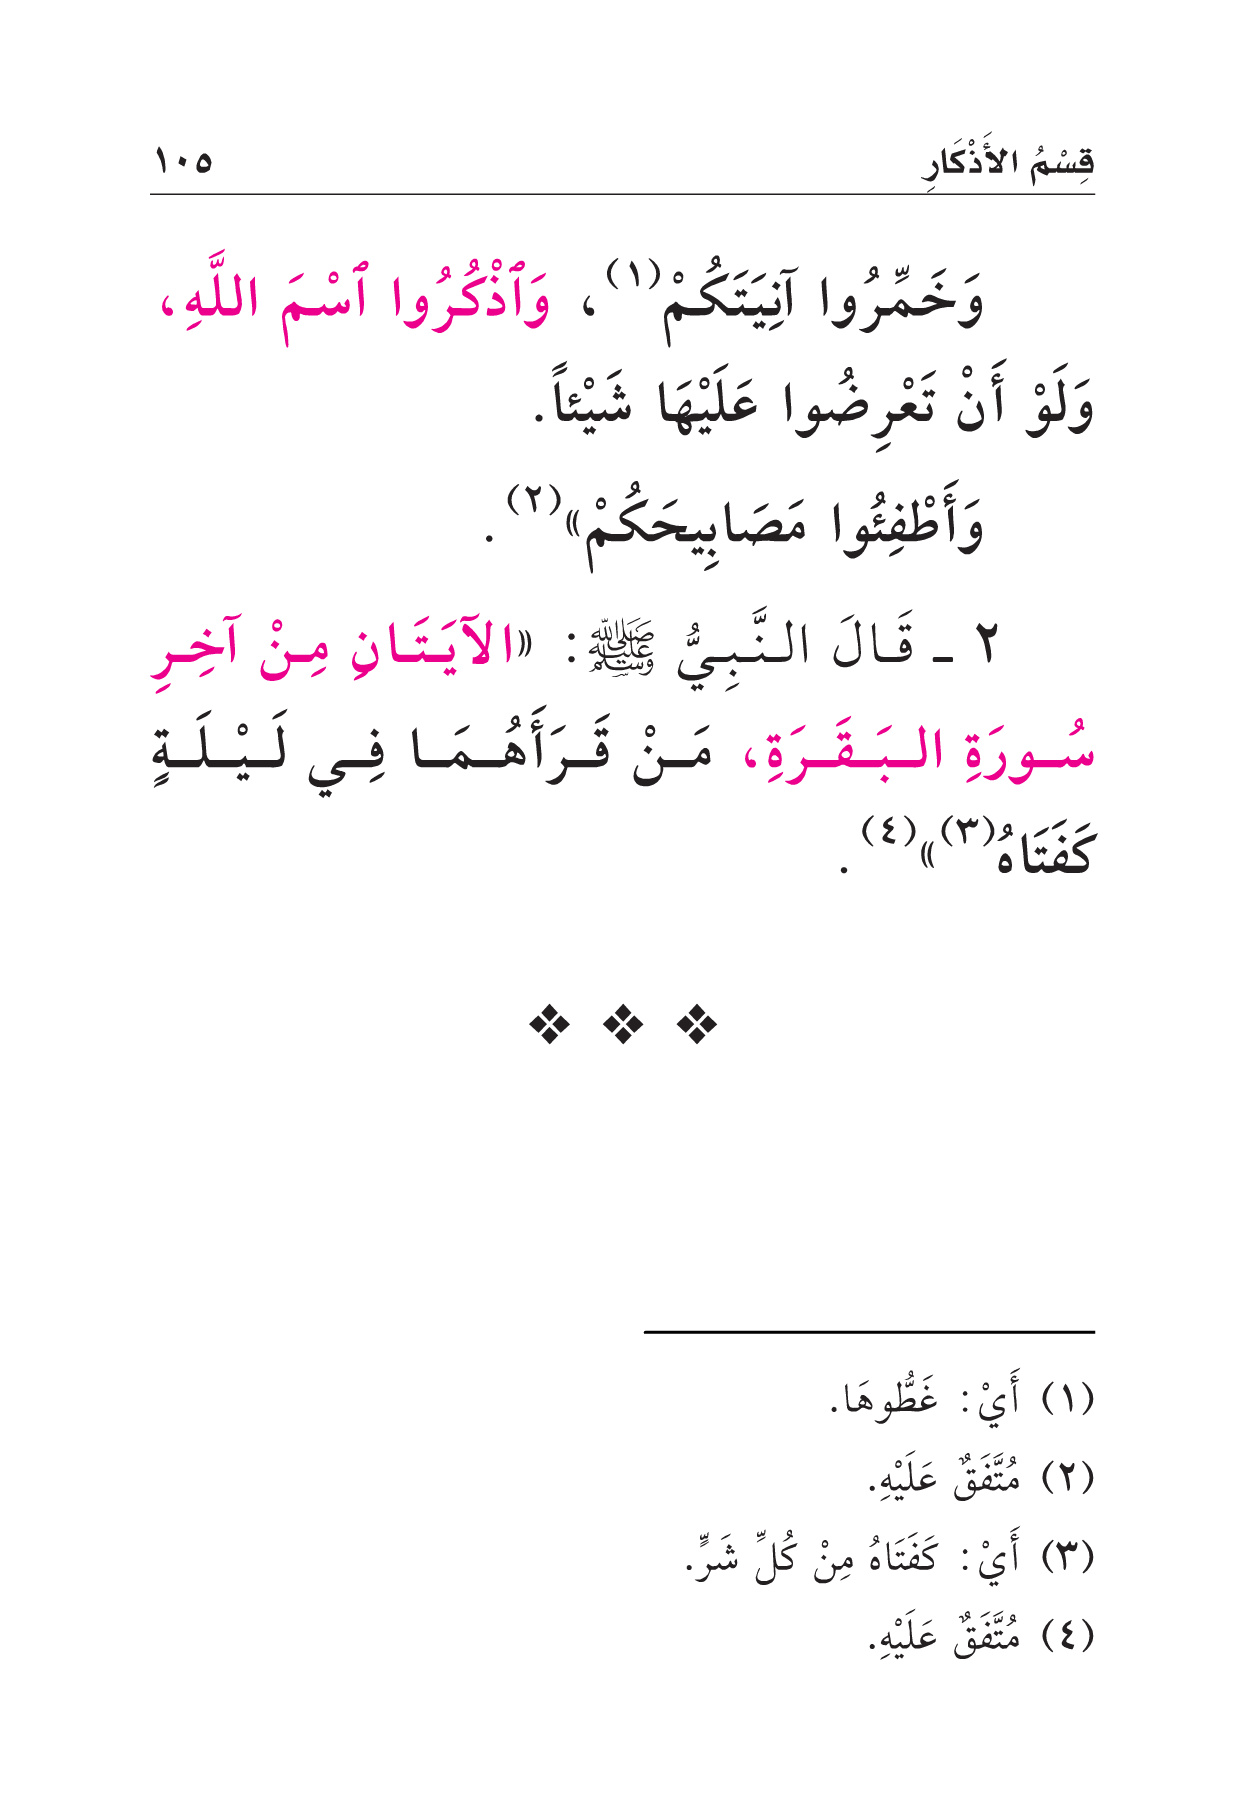 قِسْمُ الأَذْكَارِ ١٠٥
وَخَمِّرُوا آنِيَتَكُمْ(١)، وَٱذْكُرُوا ٱسْمَ اللَّهِ،
وَلَوْ أَنْ تَعْرِضُوا عَلَيْهَا شَيْئاً.
وَأَطْفِئُوا مَصَابِيحَكُمْ»(٢).
٢ ـ قَالَ النَّبِيُّ ﷺ: «الآيَتَانِ مِنْ آخِرِ
سُورَةِ البَقَرَةِ، مَنْ قَرَأَهُمَا فِي لَيْلَةٍ
كَفَتَاهُ(٣)»(٤).
(١) أَيْ: غَطُّوهَا.
(٢) مُتَّفَقٌ عَلَيْهِ.
(٣) أَيْ: كَفَتَاهُ مِنْ كُلِّ شَرٍّ.
(٤) مُتَّفَقٌ عَلَيْهِ.